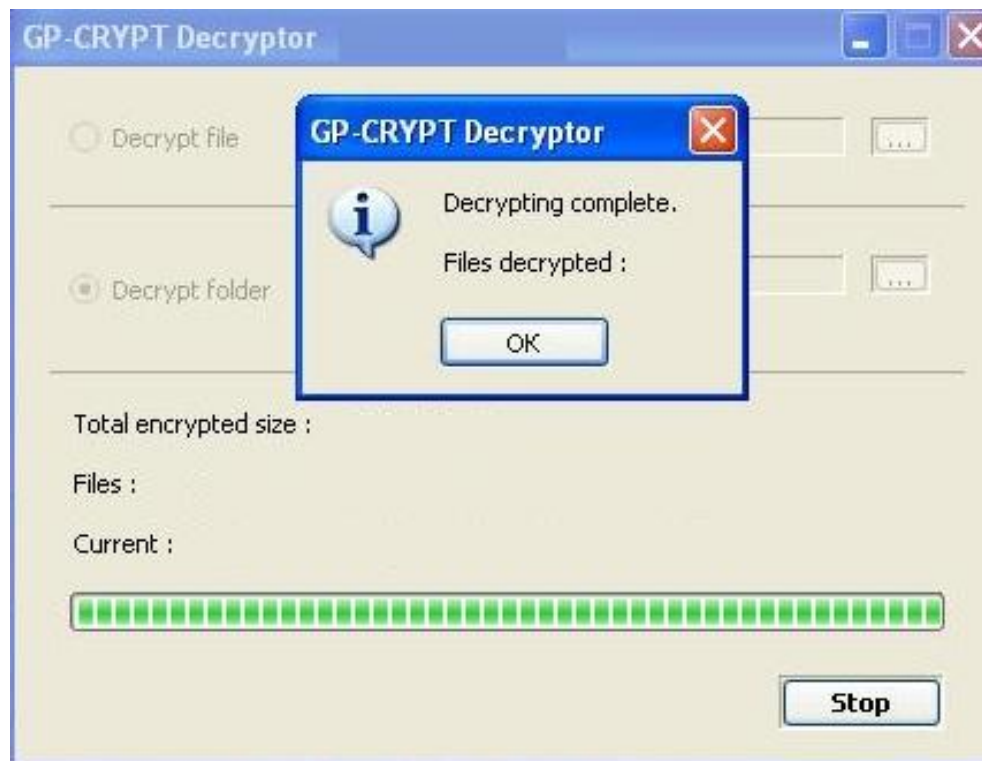 GP-CRYPT Decryptor
Decrypt file
...
GP-CRYPT Decryptor
Decrypting complete.
Files decrypted :
OK
Decrypt folder
...
Total encrypted size :
Files :
Current :
Stop